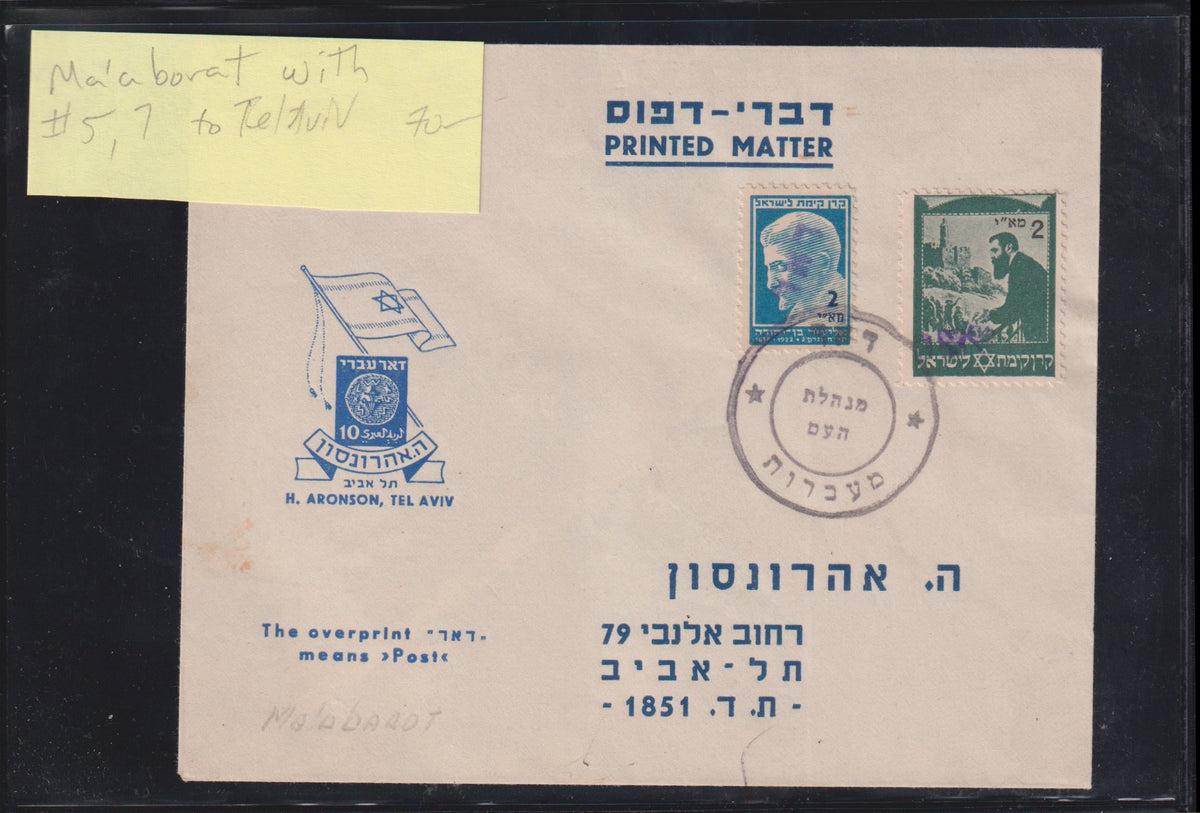 Ma'aborat with
#5, 7 to Tel Aviv 70-
דברי-דפוס
PRINTED MATTER
קרן קימת לישראל
2
מא"י
2 מא"י
קרן קימת לישראל
ד
מנהלת
העם
מעברות
דאר עברי
10
ה. אהרונסון
תל אביב
H. ARONSON, TEL AVIV
The overprint "דאר"
means »Post«
Ma'abarot
ה. אהרונסון
רחוב אלנבי 79
תל-אביב
- ת. ד. 1851 -